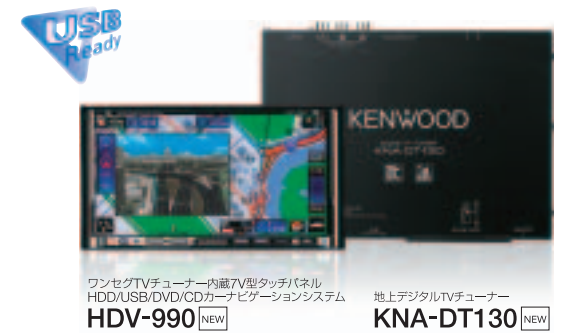 USB
Ready
KENWOOD
KNA-DT130
ワンセグTVチューナー内蔵7V型タッチパネル
HDD/USB/DVD/CDカーナビゲーションシステム
HDV-990 NEW
地上デジタルTVチューナー
KNA-DT130 NEW